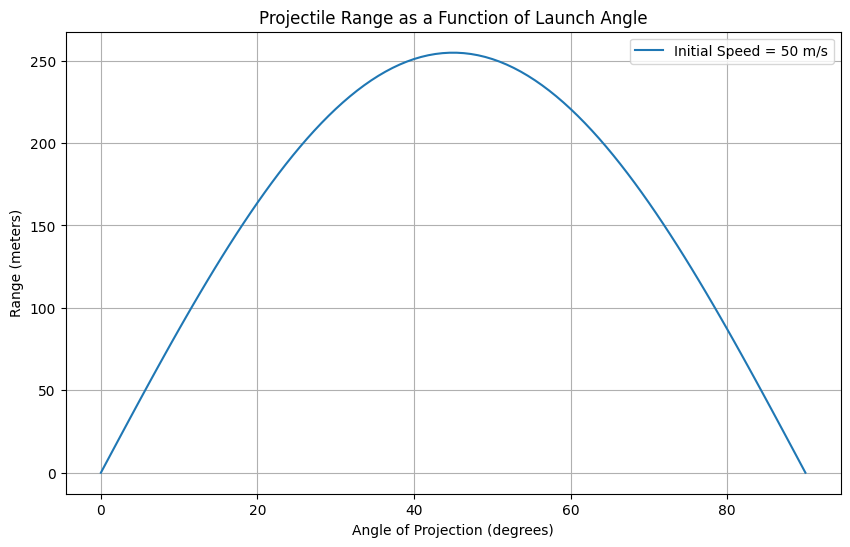 Projectile Range as a Function of Launch Angle
Initial Speed = 50 m/s
Range (meters)
250
200
150
100
50
0
0 20 40 60 80
Angle of Projection (degrees)